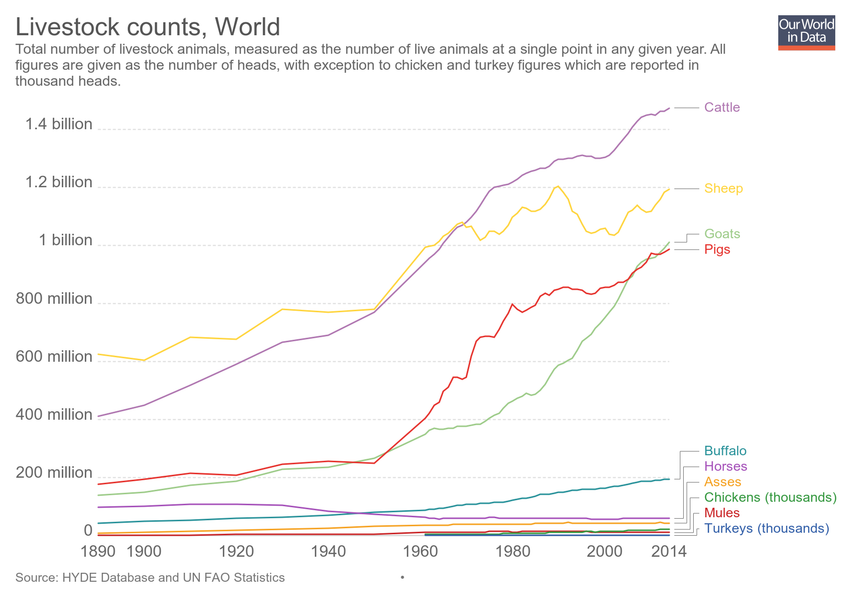 Livestock counts, World
Our World
in Data
Total number of livestock animals, measured as the number of live animals at a single point in any given year. All
figures are given as the number of heads, with exception to chicken and turkey figures which are reported in
thousand heads.
Cattle
1.4 billion
1.2 billion
Sheep
1 billion
Goats
Pigs
800 million
600 million
400 million
Buffalo
Horses
200 million
Asses
Chickens (thousands)
Mules
Turkeys (thousands)
0
1890 1900 1920 1940 1960 1980 2000 2014
Source: HYDE Database and UN FAO Statistics •